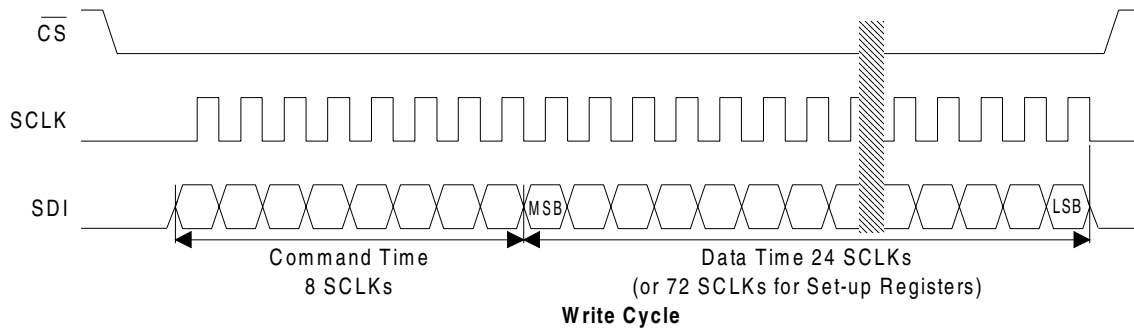 CS
SCLK
SDI
MSB
LSB
Command Time
8 SCLKs
Data Time 24 SCLKs
(or 72 SCLKs for Set-up Registers)
Write Cycle